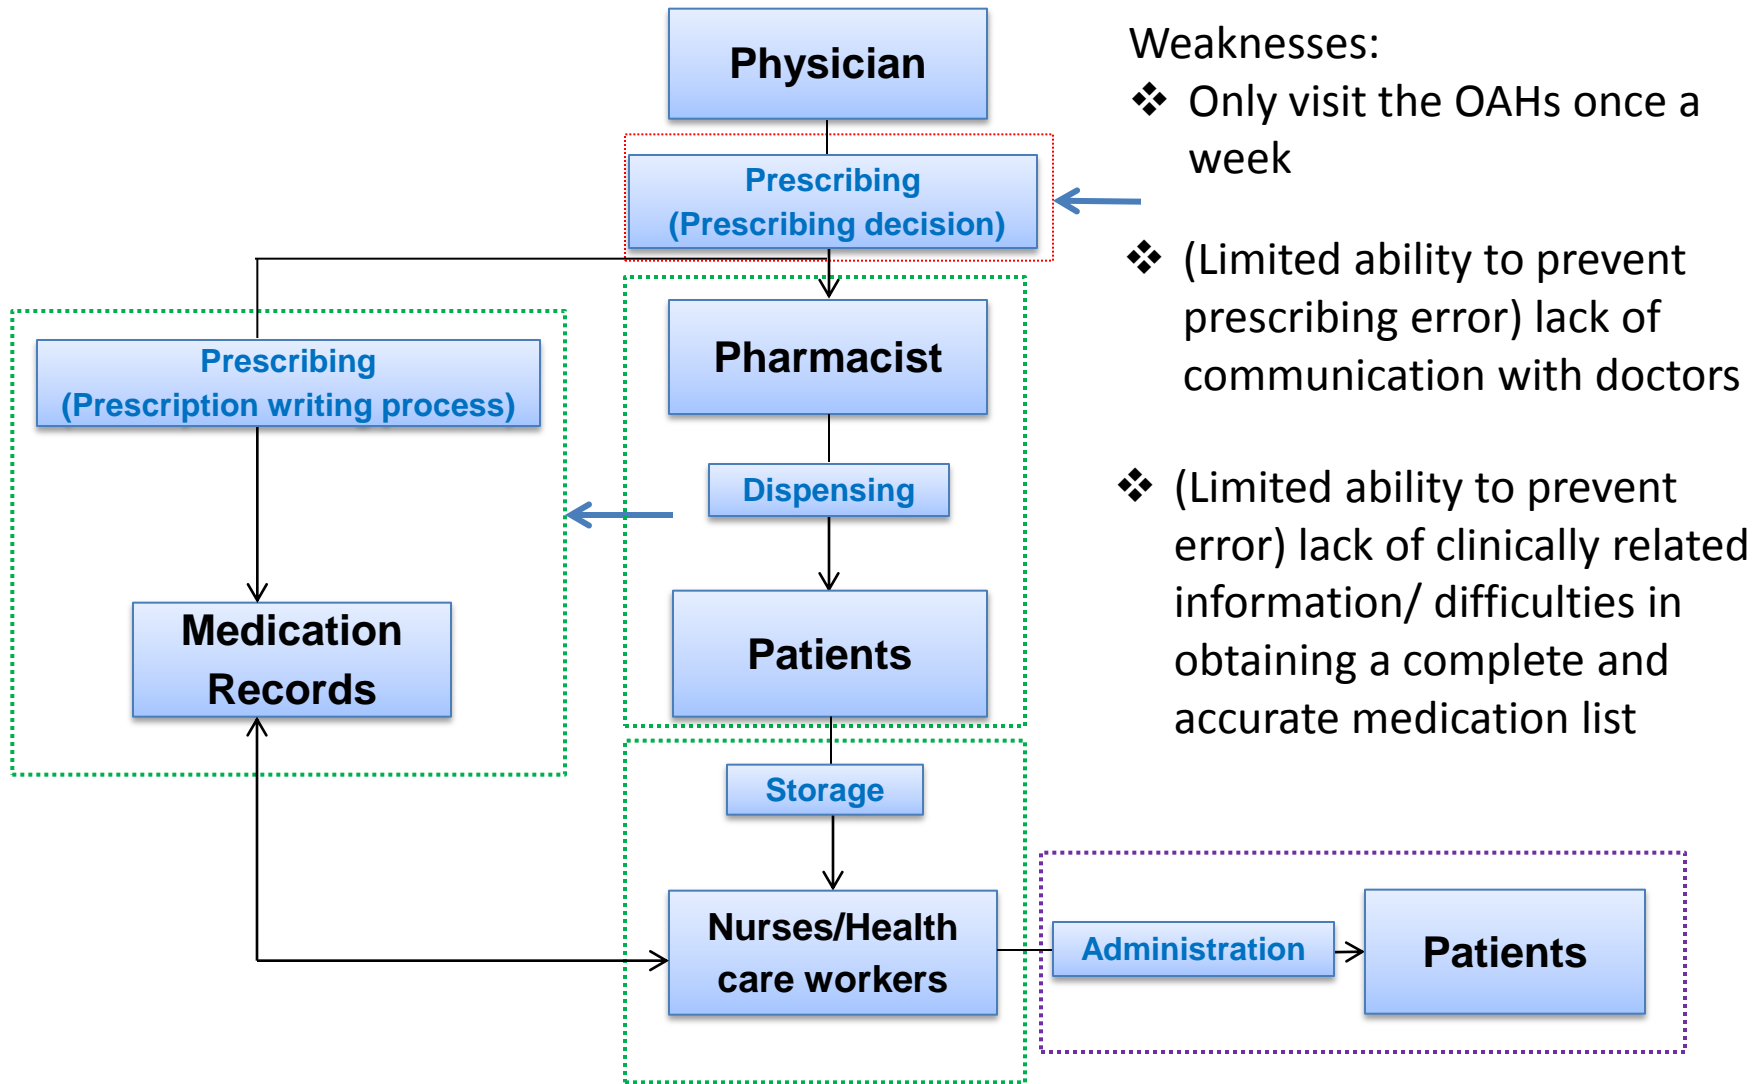 Physician
Prescribing
(Prescribing decision)
Prescribing
(Prescription writing process)
Medication
Records
Pharmacist
Dispensing
Patients
Storage
Nurses/Health
care workers
Administration
Patients
Weaknesses:
❖ Only visit the OAHs once a
week
❖ (Limited ability to prevent
prescribing error) lack of
communication with doctors
❖ (Limited ability to prevent
error) lack of clinically related
information/ difficulties in
obtaining a complete and
accurate medication list